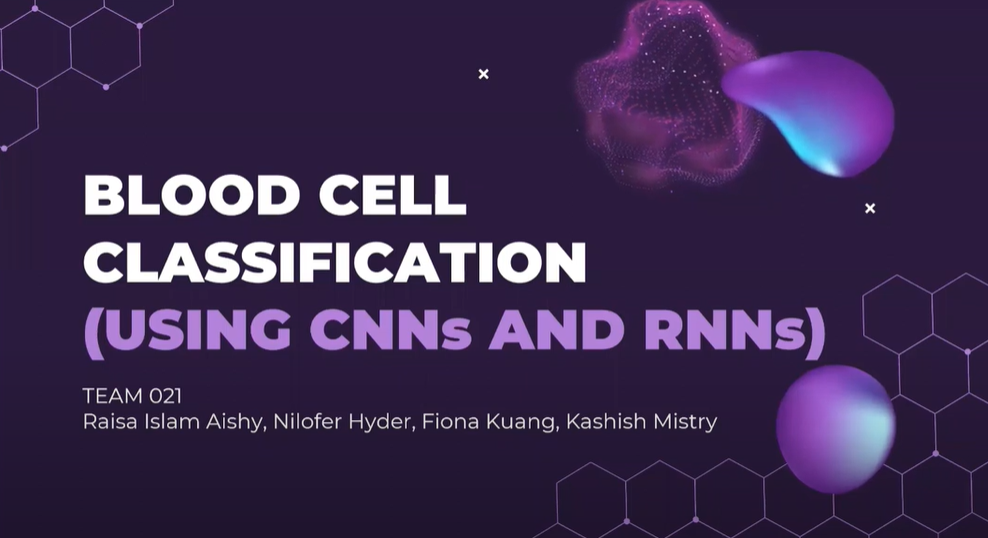 BLOOD CELL
CLASSIFICATION
(USING CNNs AND RNNs)
TEAM 021
Raisa Islam Aishy, Nilofer Hyder, Fiona Kuang, Kashish Mistry